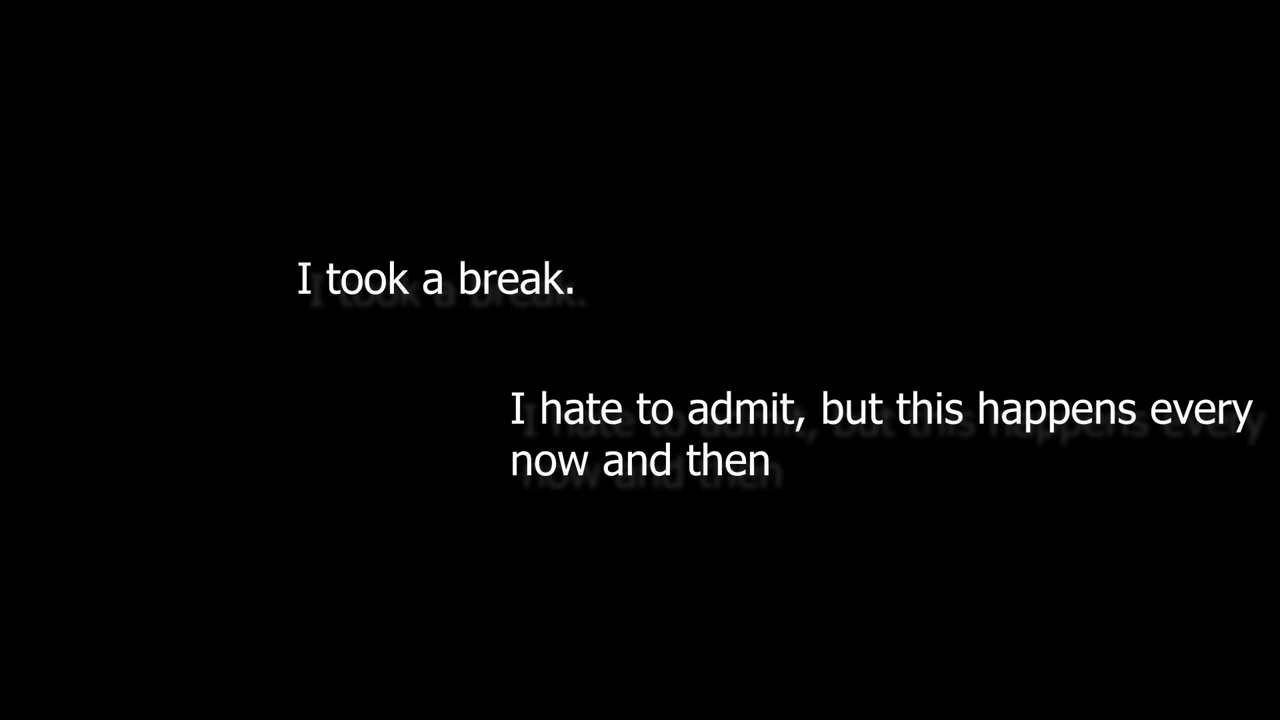 I took a break.
I hate to admit, but this happens every
now and then